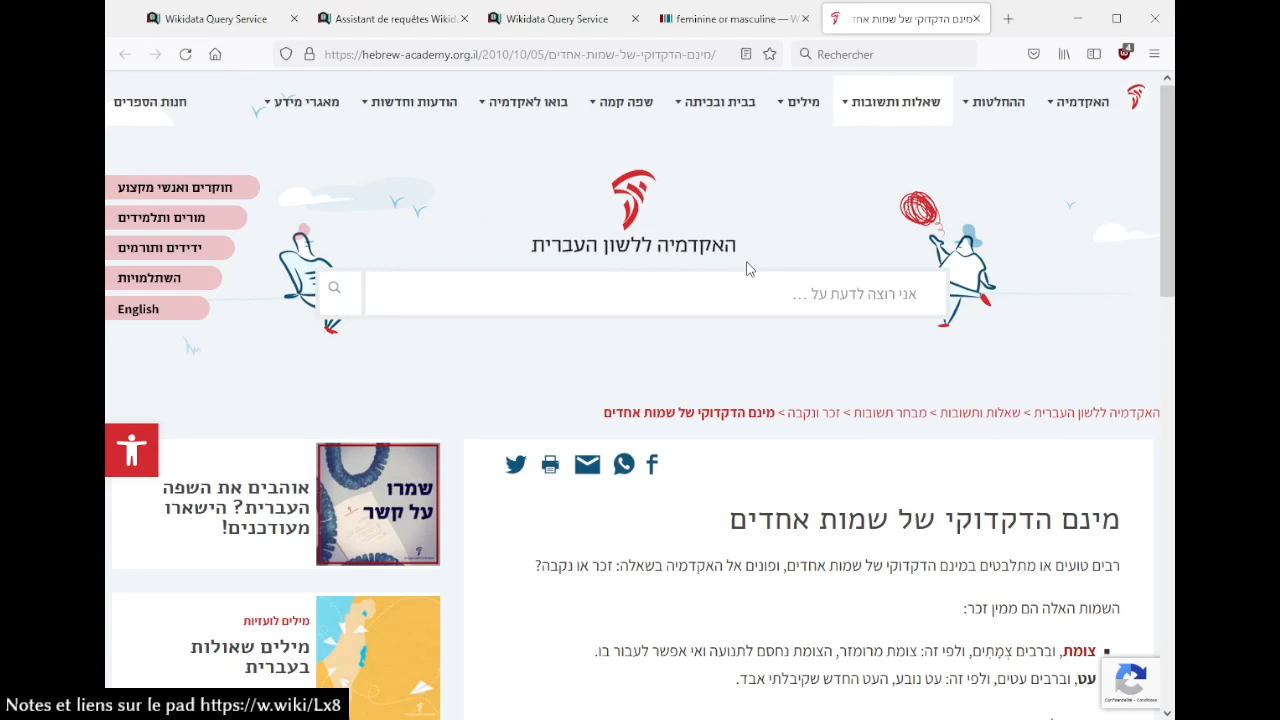 Wikidata Query Service
Assistant de requêtes Wikida
Wikidata Query Service
feminine or masculine — W
מינם הדקדוקי של שמות אחד
https://hebrew-academy.org.il/2010/10/05/מינם-הדקדוקי-של-שמות-אחדים/
Rechercher
4
האקדמיה
ההחלטות
שאלות ותשובות
מילים
בבית ובכיתה
שפה קמה
בואו לאקדמיה
הודעות וחדשות
מאגרי מידע
חנות הספרים
חוקרים ואנשי מקצוע
מורים ותלמידים
ידידים ותורמים
השתלמויות
English
האקדמיה ללשון העברית
אני רוצה לדעת על ...
האקדמיה ללשון העברית > שאלות ותשובות > מבחר תשובות > זכר ונקבה > מינם הדקדוקי של שמות אחדים
מינם הדקדוקי של שמות אחדים
רבים טועים או מתלבטים במינם הדקדוקי של שמות אחדים, ופונים אל האקדמיה בשאלה: זכר או נקבה?
השמות האלה הם ממין זכר:
צומת, וברבים צְמָתִים, ולפי זה: צומת מרומזר, הצומת נחסם לתנועה ואי אפשר לעבור בו.
עט, וברבים עטים, ולפי זה: עט נובע, העט החדש שקיבלתי אבד.
שמרו
על קשר
אוהבים את השפה
העברית? הישארו
מעודכנים!
מילים לועזיות
מילים שאולות
בעברית
Confidentialité - Conditions
Notes et liens sur le pad https://w.wiki/Lx8